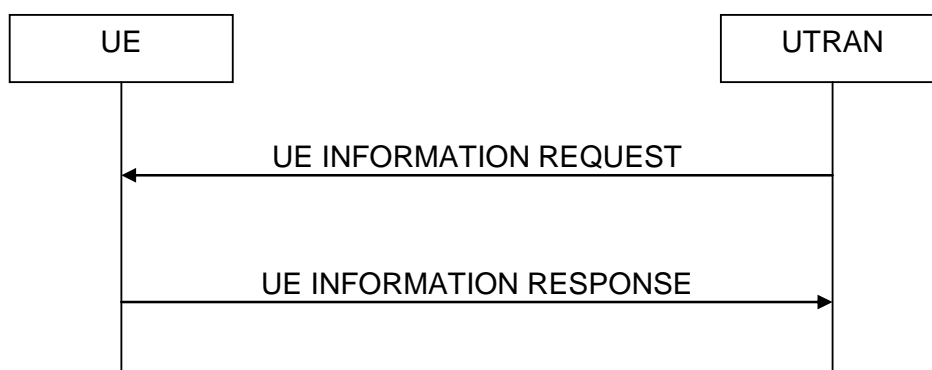 UE
UTRAN
UE INFORMATION REQUEST
UE INFORMATION RESPONSE